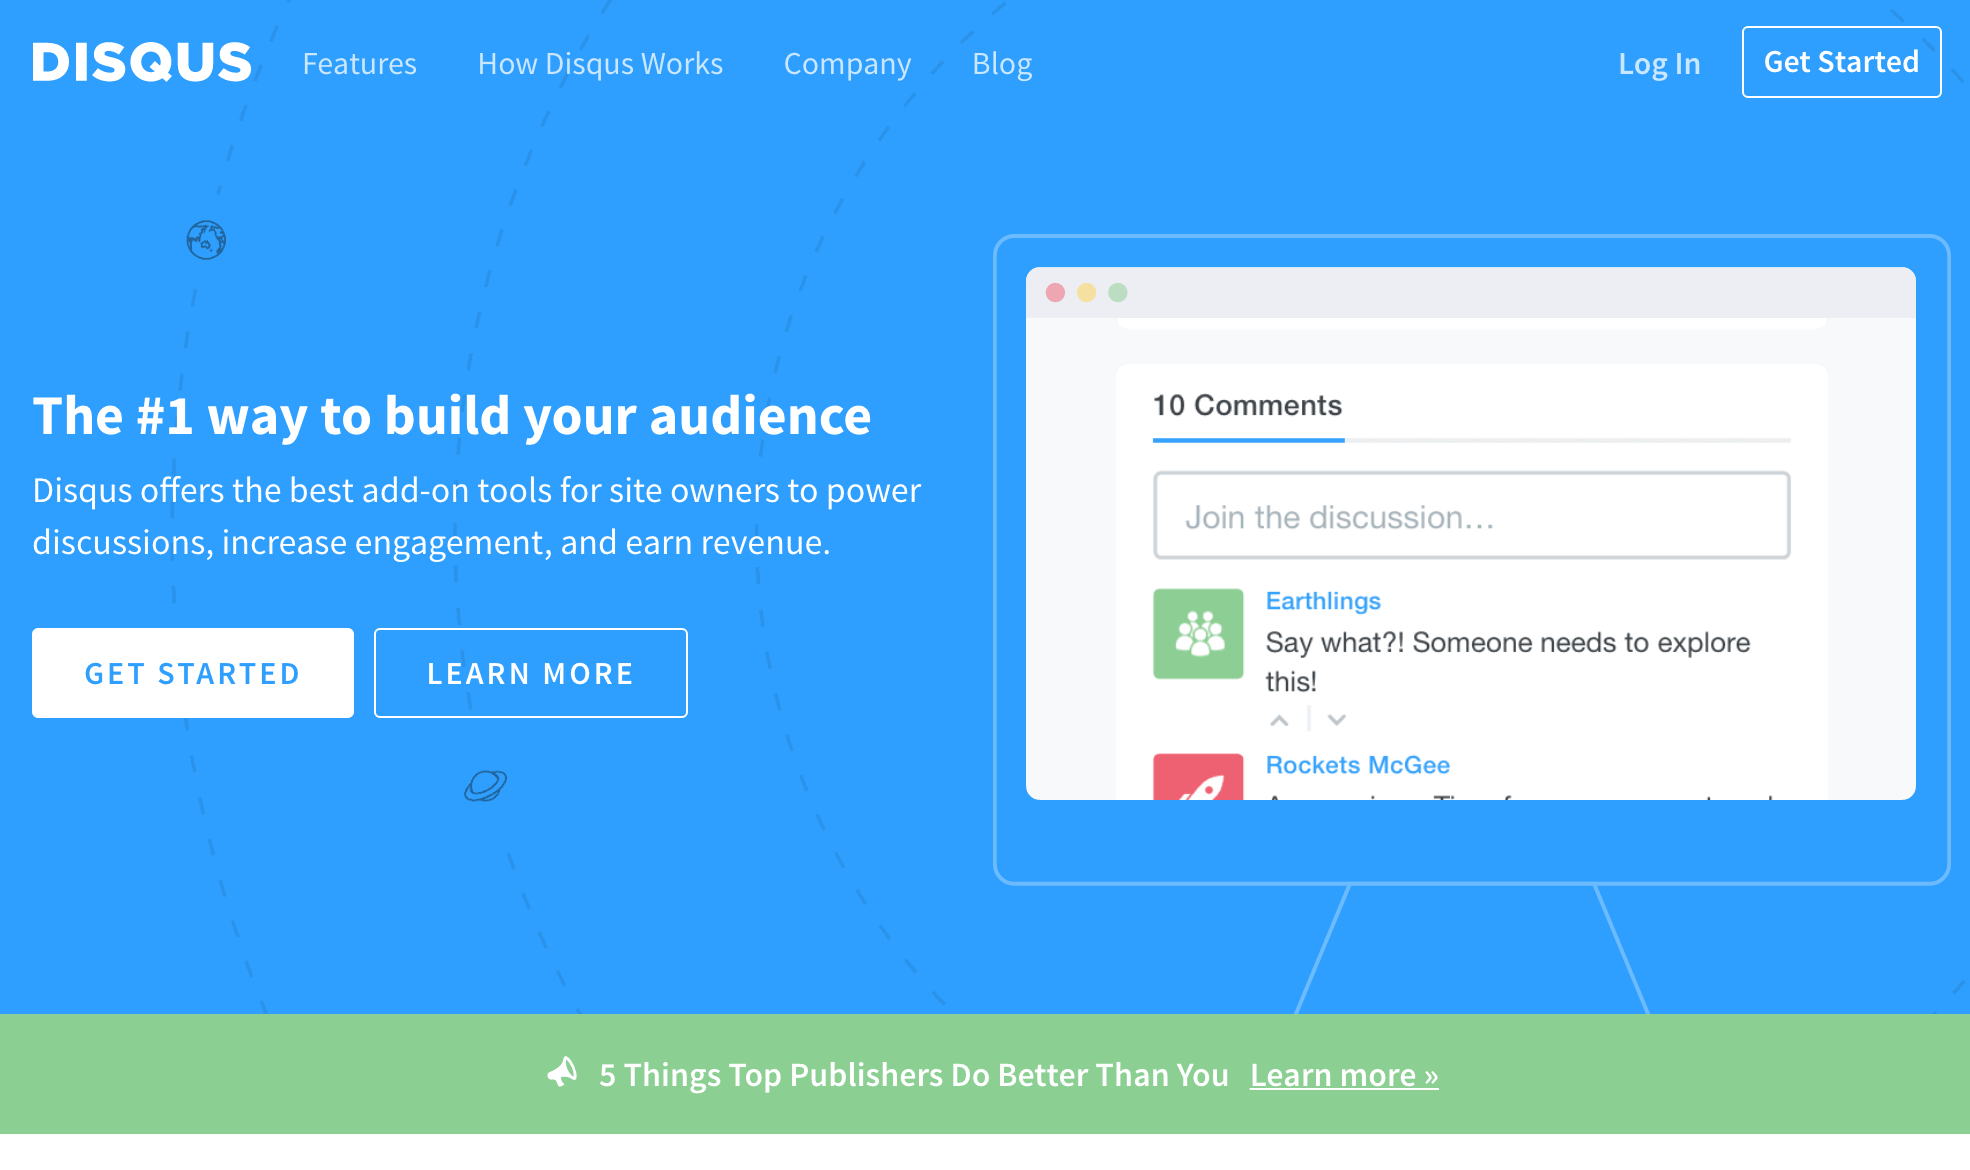 DISQUS Features How Disqus Works Company Blog Log In Get Started
The #1 way to build your audience
Disqus offers the best add-on tools for site owners to power
discussions, increase engagement, and earn revenue.
GET STARTED LEARN MORE
10 Comments
Join the discussion...
Earthlings
Say what?! Someone needs to explore
this!
Rockets McGee
5 Things Top Publishers Do Better Than You Learn more »